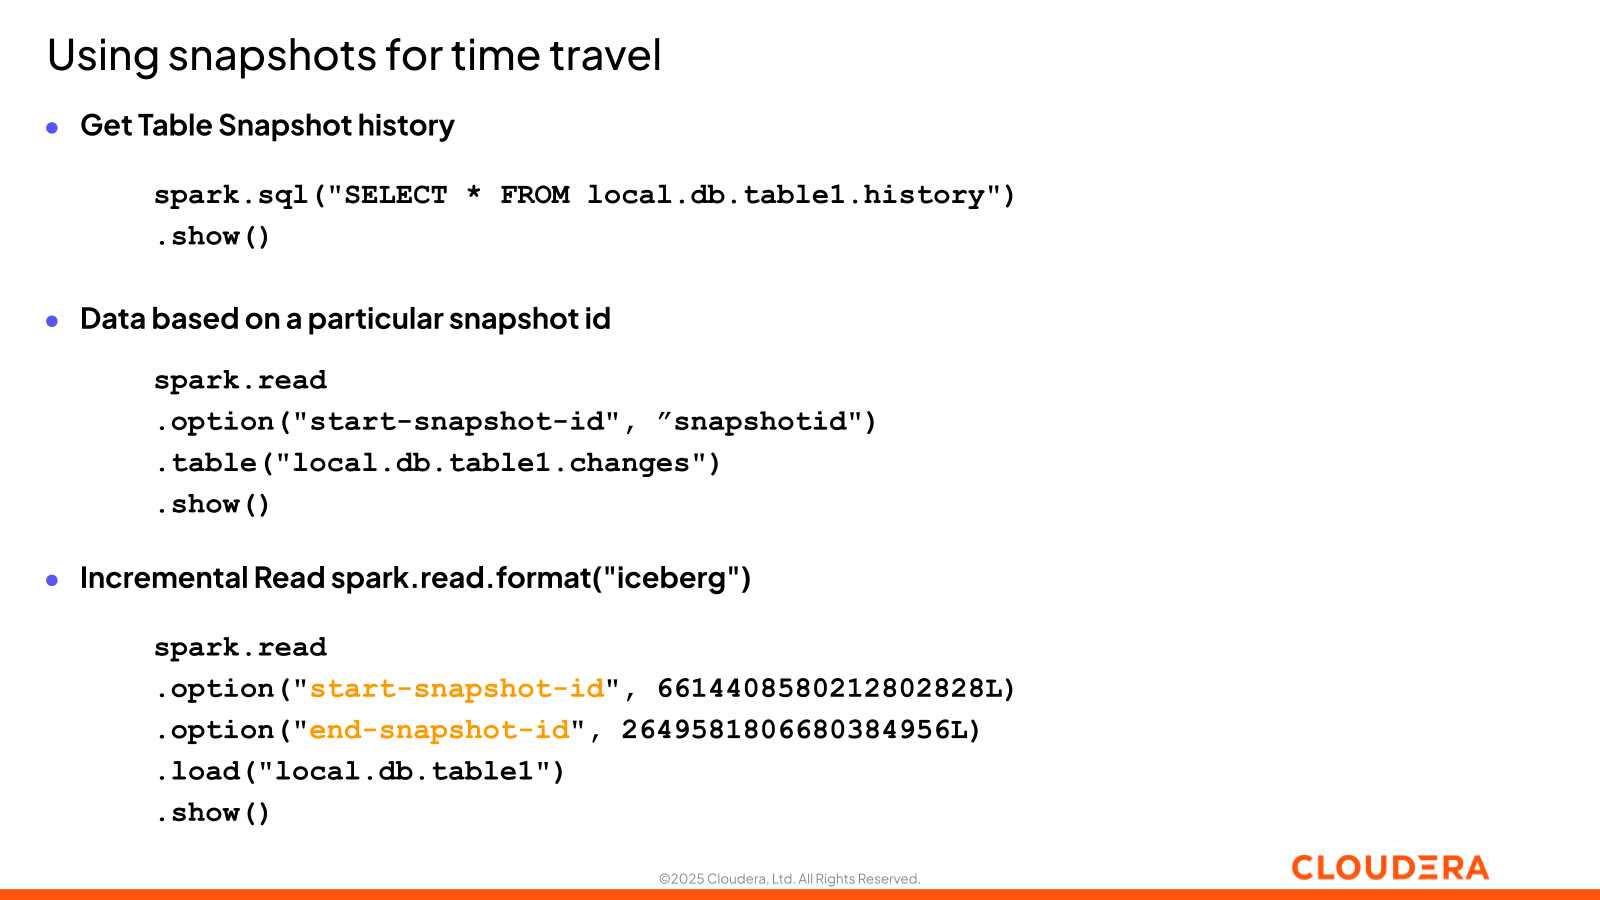 Using snapshots for time travel
● Get Table Snapshot history
spark.sql("SELECT * FROM local.db.table1.history")
.show()
● Data based on a particular snapshot id
spark.read
.option("start-snapshot-id", ”snapshotid")
.table("local.db.table1.changes")
.show()
● Incremental Read spark.read.format("iceberg")
spark.read
.option("start-snapshot-id", 6614408580212802828L)
.option("end-snapshot-id", 2649581806680384956L)
.load("local.db.table1")
.show()
©2025 Cloudera, Ltd. All Rights Reserved.
CLOUDERA